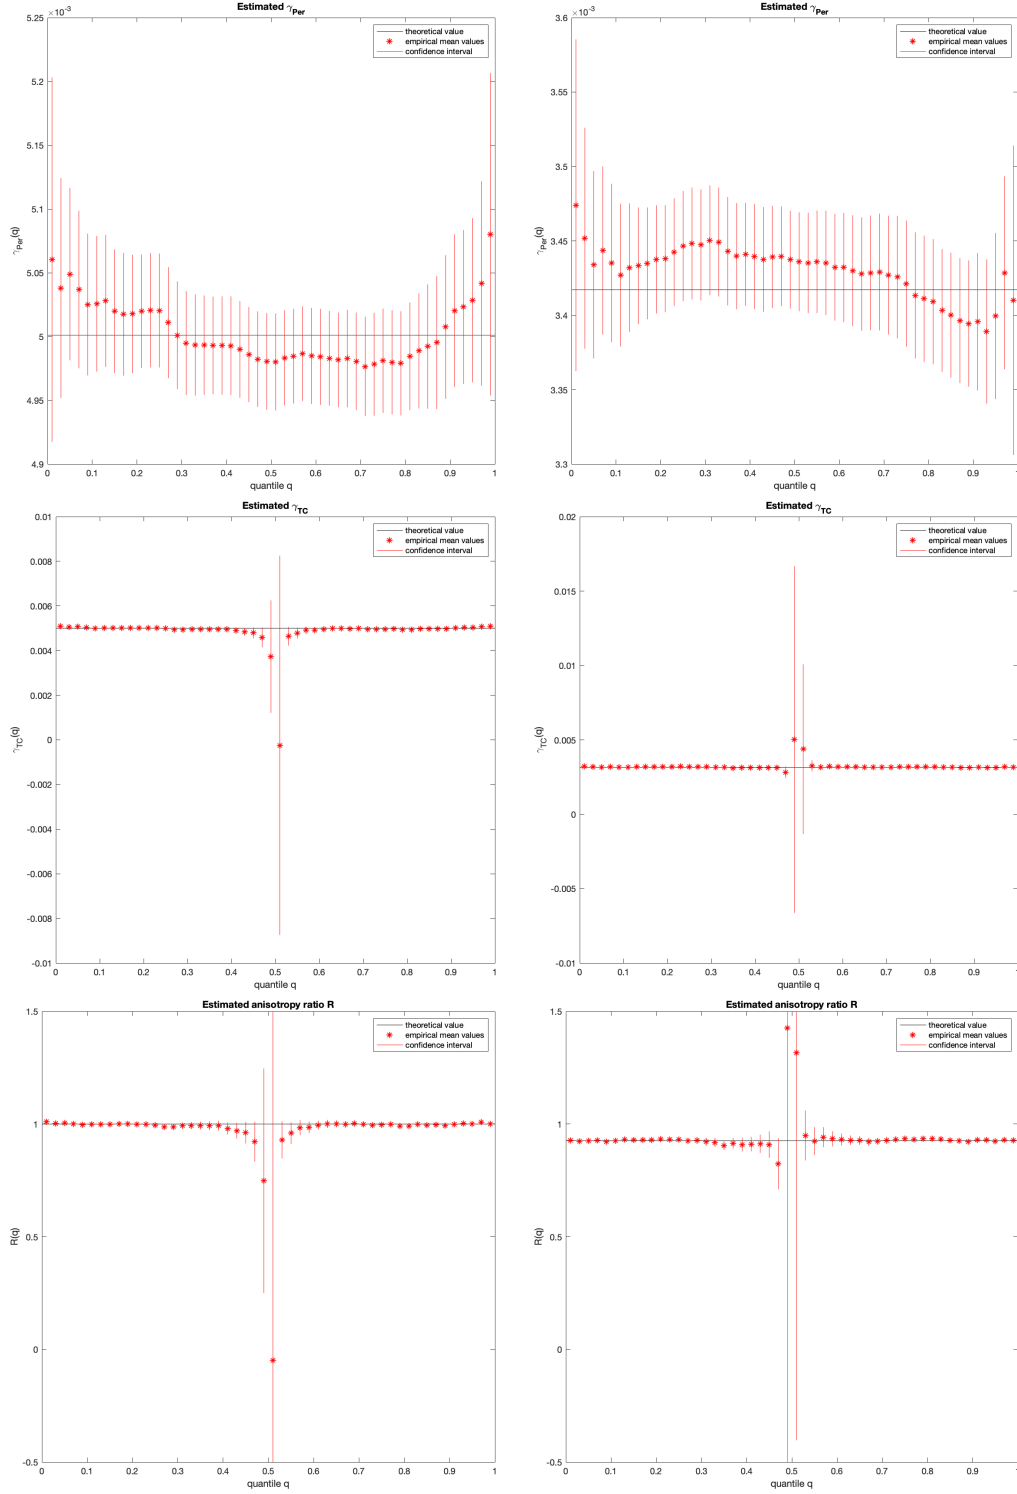 Estimated γPer
×10-3
theoretical value
empirical mean values
confidence interval
5.25
5.2
5.15
5.1
5.05
5
4.95
4.9
γPer(q)
0 0.1 0.2 0.3 0.4 0.5 0.6 0.7 0.8 0.9 1
quantile q
Estimated γPer
×10-3
theoretical value
empirical mean values
confidence interval
3.6
3.55
3.5
3.45
3.4
3.35
3.3
γPer(q)
0 0.1 0.2 0.3 0.4 0.5 0.6 0.7 0.8 0.9 1
quantile q
Estimated γTC
theoretical value
empirical mean values
confidence interval
0.01
0.008
0.006
0.004
0.002
0
-0.002
-0.004
-0.006
-0.008
-0.01
γTC(q)
0 0.1 0.2 0.3 0.4 0.5 0.6 0.7 0.8 0.9 1
quantile q
Estimated γTC
theoretical value
empirical mean values
confidence interval
0.02
0.015
0.01
0.005
0
-0.005
-0.01
γTC(q)
0 0.1 0.2 0.3 0.4 0.5 0.6 0.7 0.8 0.9 1
quantile q
Estimated anisotropy ratio R
theoretical value
empirical mean values
confidence interval
1.5
1
0.5
0
-0.5
R(q)
0 0.1 0.2 0.3 0.4 0.5 0.6 0.7 0.8 0.9 1
quantile q
Estimated anisotropy ratio R
theoretical value
empirical mean values
confidence interval
1.5
1
0.5
0
-0.5
R(q)
0 0.1 0.2 0.3 0.4 0.5 0.6 0.7 0.8 0.9 1
quantile q